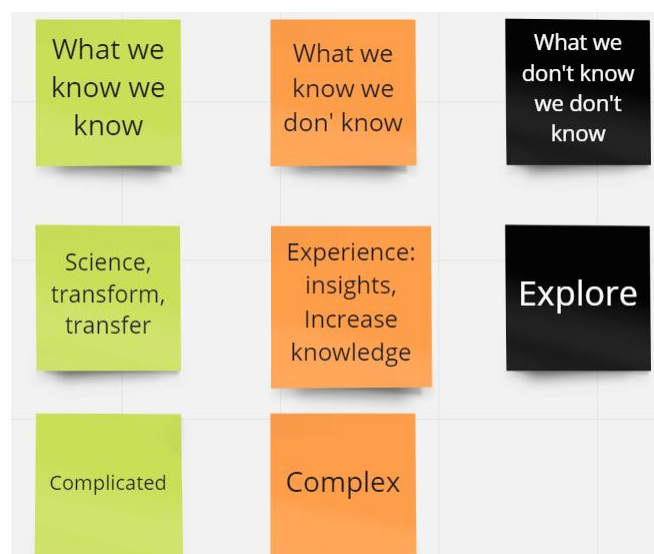 What we
know we
know
What we
know we
don' know
What we
don't know
we don't
know
Science,
transform,
transfer
Experience:
insights,
Increase
knowledge
Explore
Complicated
Complex